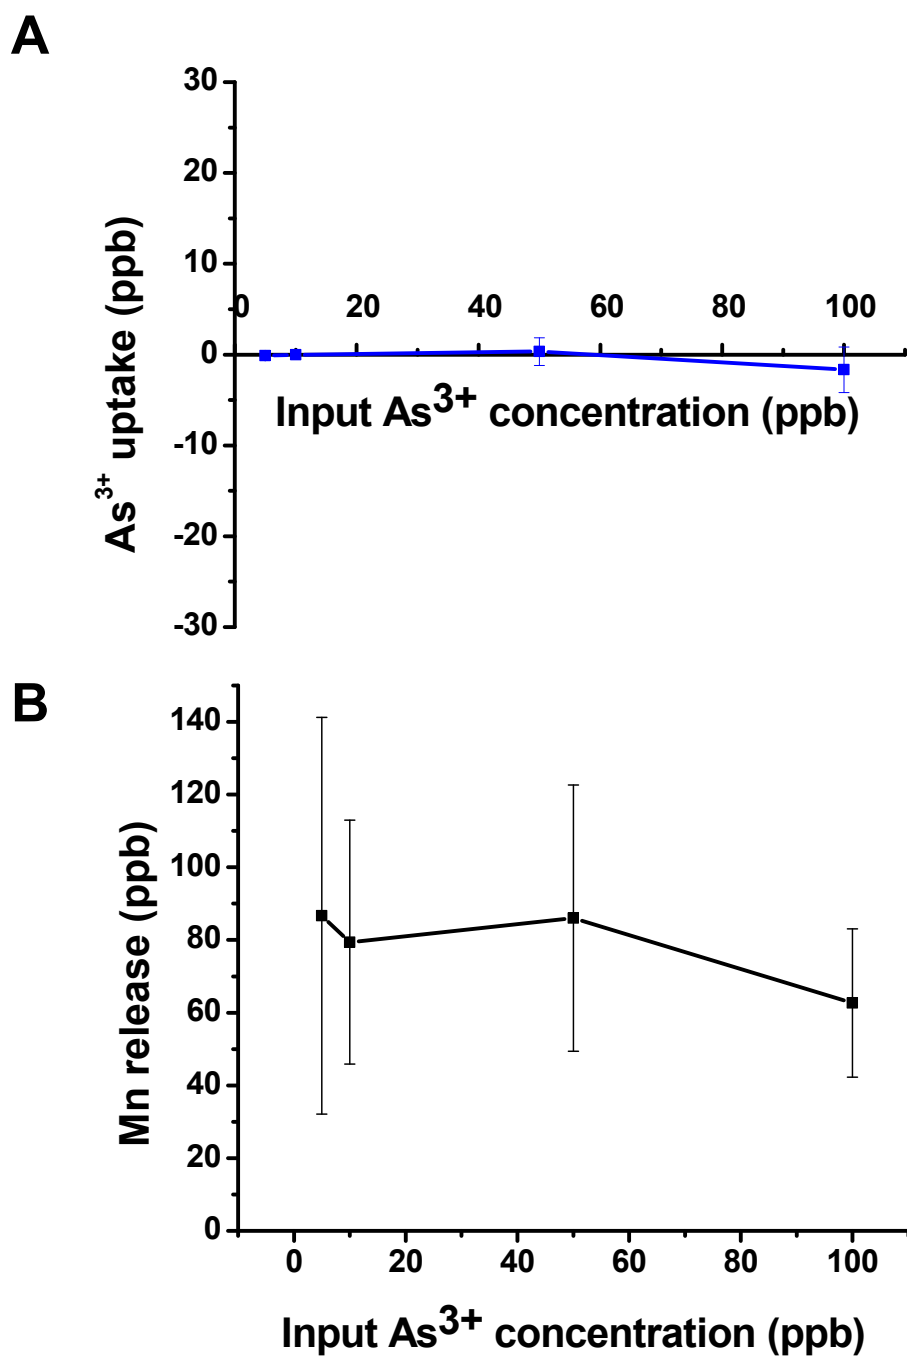 A
30
20
10
0
-10
-20
-30
As³⁺ uptake (ppb)
0 20 40 60 80 100
Input As³⁺ concentration (ppb)
B
140
120
100
80
60
40
20
0
Mn release (ppb)
0 20 40 60 80 100
Input As³⁺ concentration (ppb)